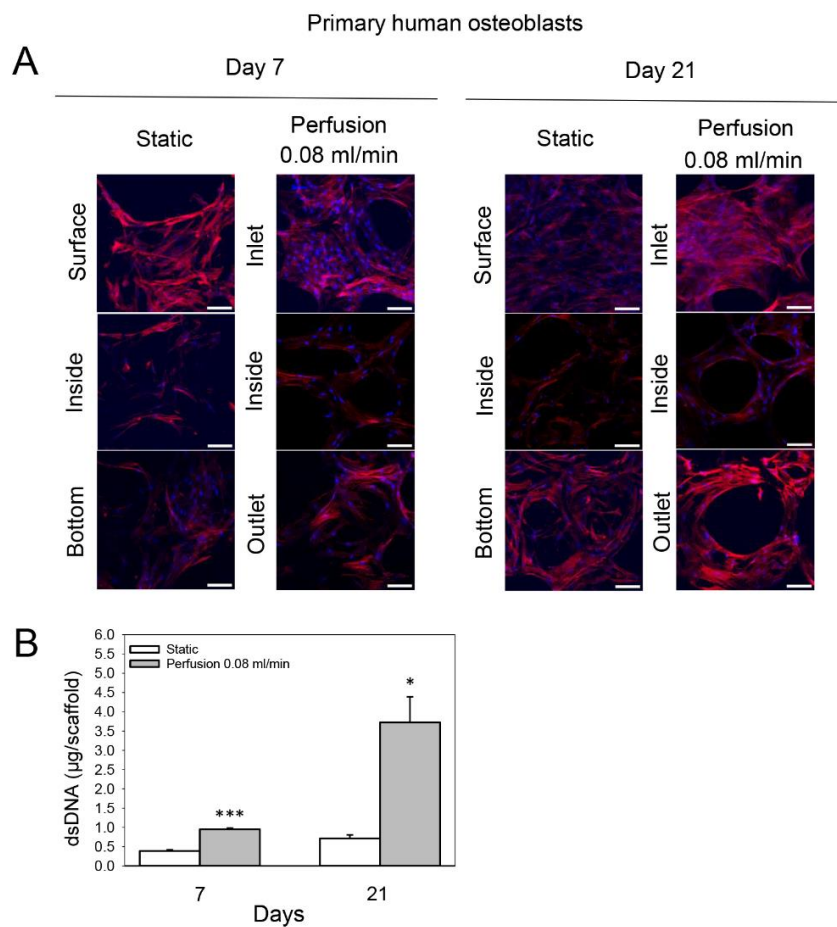 Primary human osteoblasts
A
Day 7
Day 21
Static
Perfusion
0.08 ml/min
Static
Perfusion
0.08 ml/min
Surface
Inlet
Surface
Inlet
Inside
Inside
Inside
Inside
Bottom
Outlet
Bottom
Outlet
B
dsDNA (µg/scaffold)
6.0
5.5
5.0
4.5
4.0
3.5
3.0
2.5
2.0
1.5
1.0
0.5
0.0
Static
Perfusion 0.08 ml/min
***
*
7
21
Days